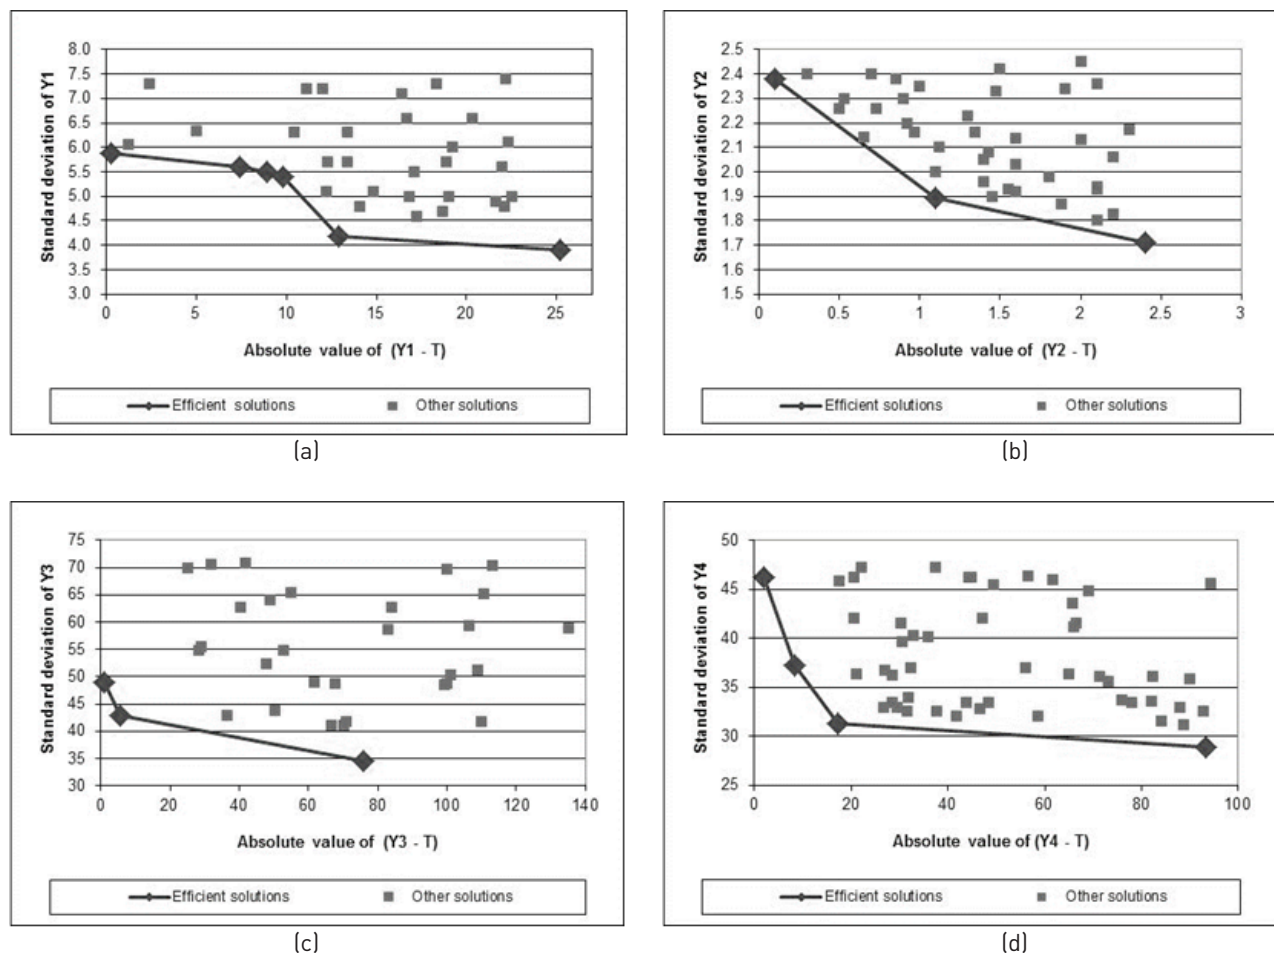 8.0
7.5
7.0
6.5
6.0
5.5
5.0
4.5
4.0
3.5
3.0
Standard deviation of Y1
0 5 10 15 20 25
Absolute value of (Y1 - T)
Efficient solutions Other solutions
(a)
2.5
2.4
2.3
2.2
2.1
2.0
1.9
1.8
1.7
1.6
1.5
Standard deviation of Y2
0 0.5 1 1.5 2 2.5 3
Absolute value of (Y2 - T)
Efficient solutions Other solutions
(b)
75
70
65
60
55
50
45
40
35
30
Standard deviation of Y3
0 20 40 60 80 100 120 140
Absolute value of (Y3 - T)
Efficient solutions Other solutions
(c)
50
45
40
35
30
25
Standard deviation of Y4
0 20 40 60 80 100
Absolute value of (Y4 - T)
Efficient solutions Other solutions
(d)